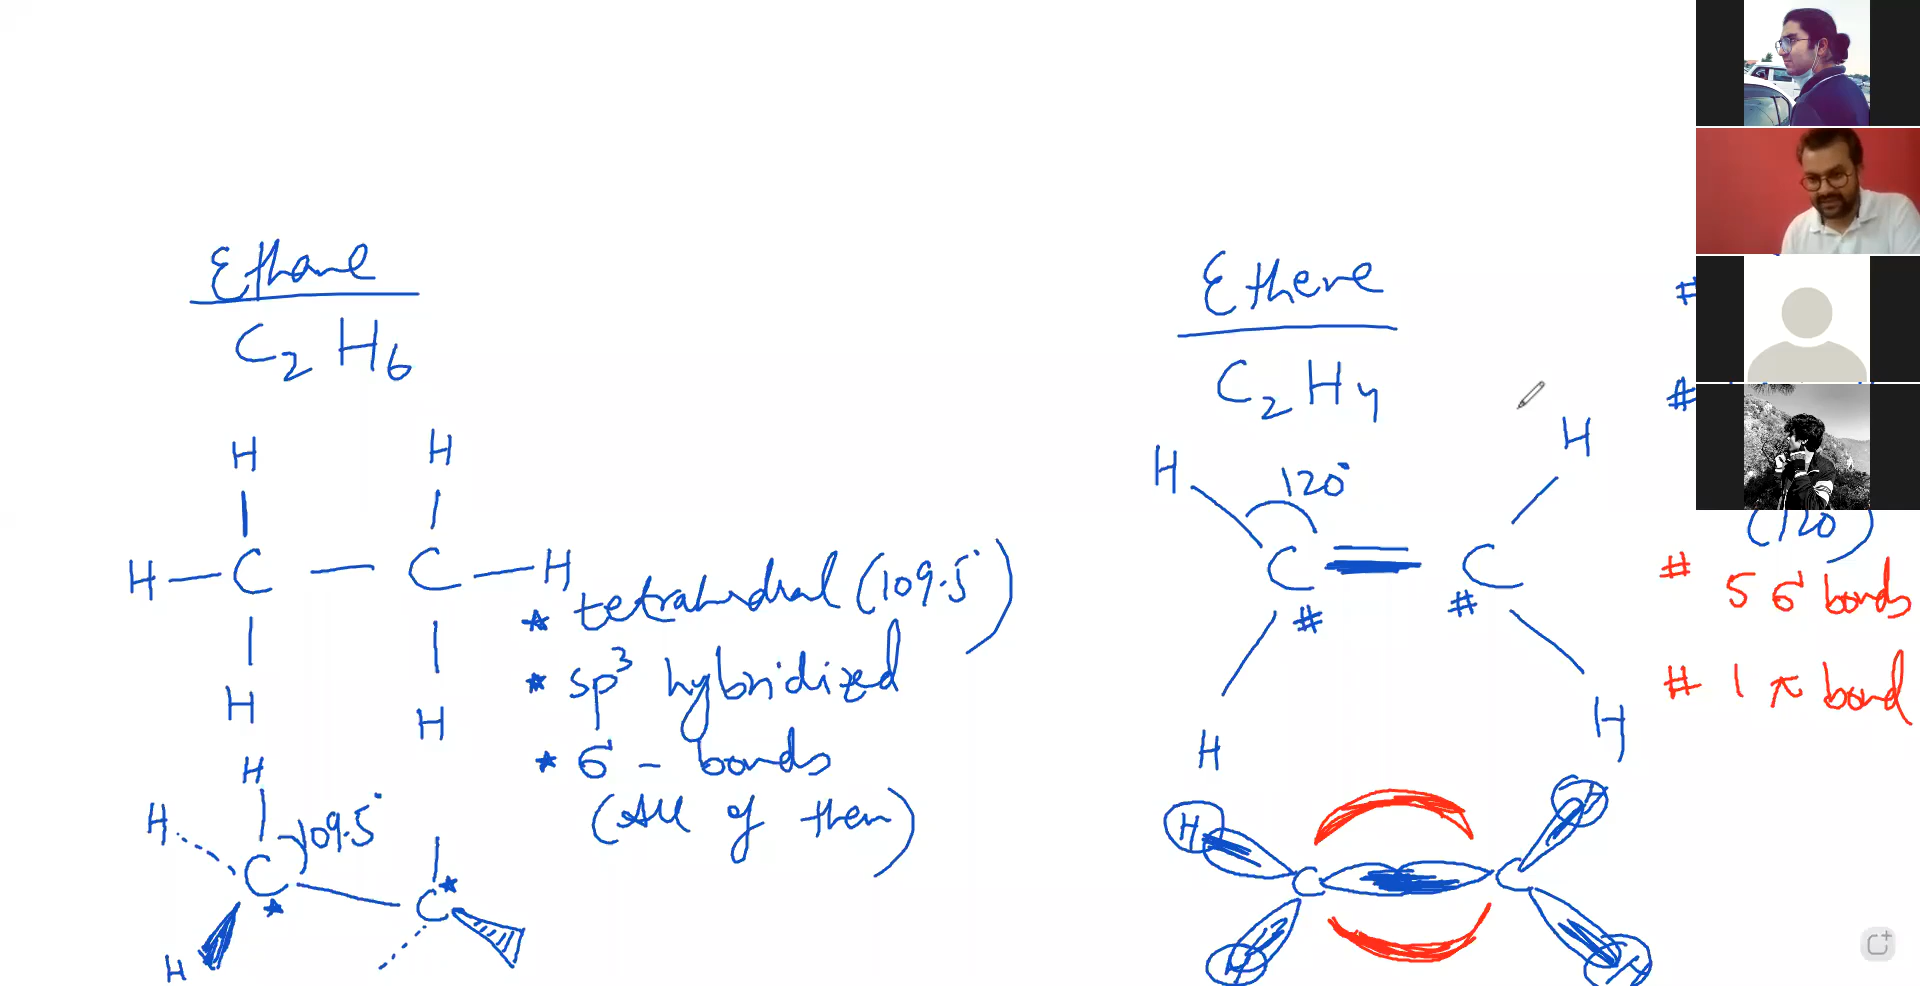 Ethane
C2H6
H H
H — C — C — H
H H
* tetrahedral (109.5°)
* sp3 hybridized
* σ - bonds
(All of them)
H
H
109.5°
C
*
C
*
H
Ethene
C2H4
H
120°
H
C = C
# #
H
H
H
C
C
H
H
#
#
(120)
# 5 σ bonds
# 1 π bond